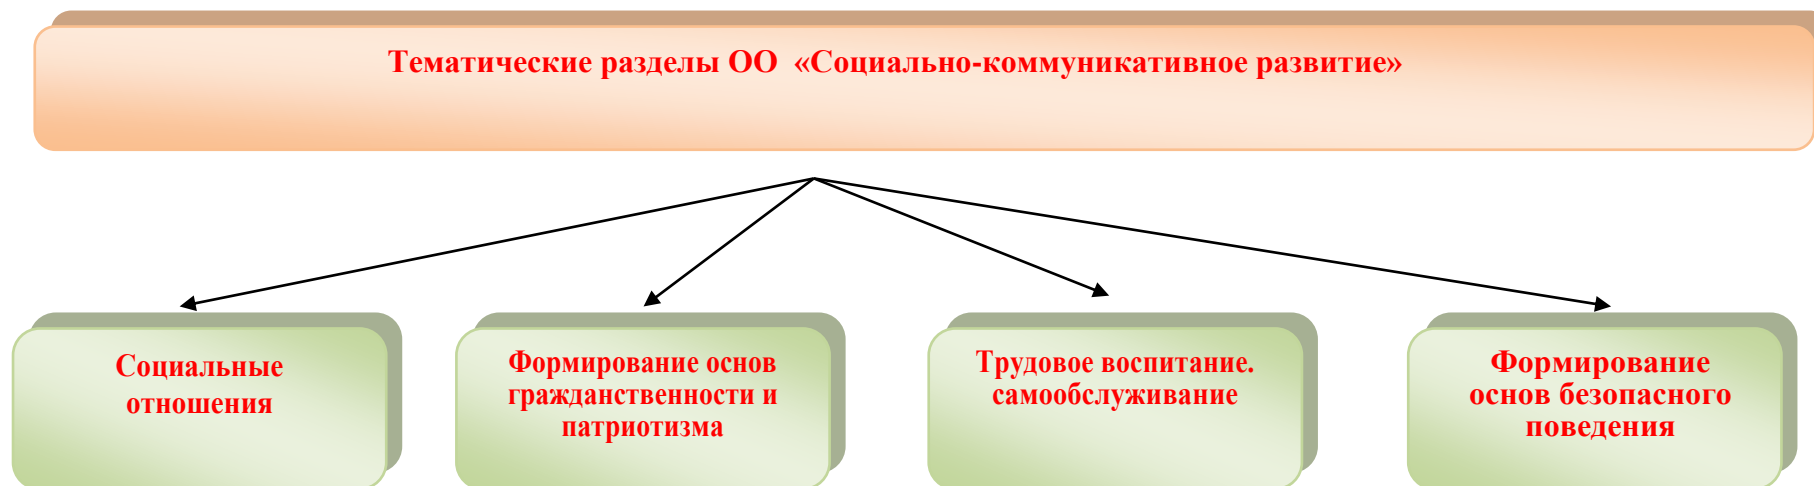 Тематические разделы ОО «Социально-коммуникативное развитие»
Социальные
отношения
Формирование основ
гражданственности и
патриотизма
Трудовое воспитание.
самообслуживание
Формирование
основ безопасного
поведения